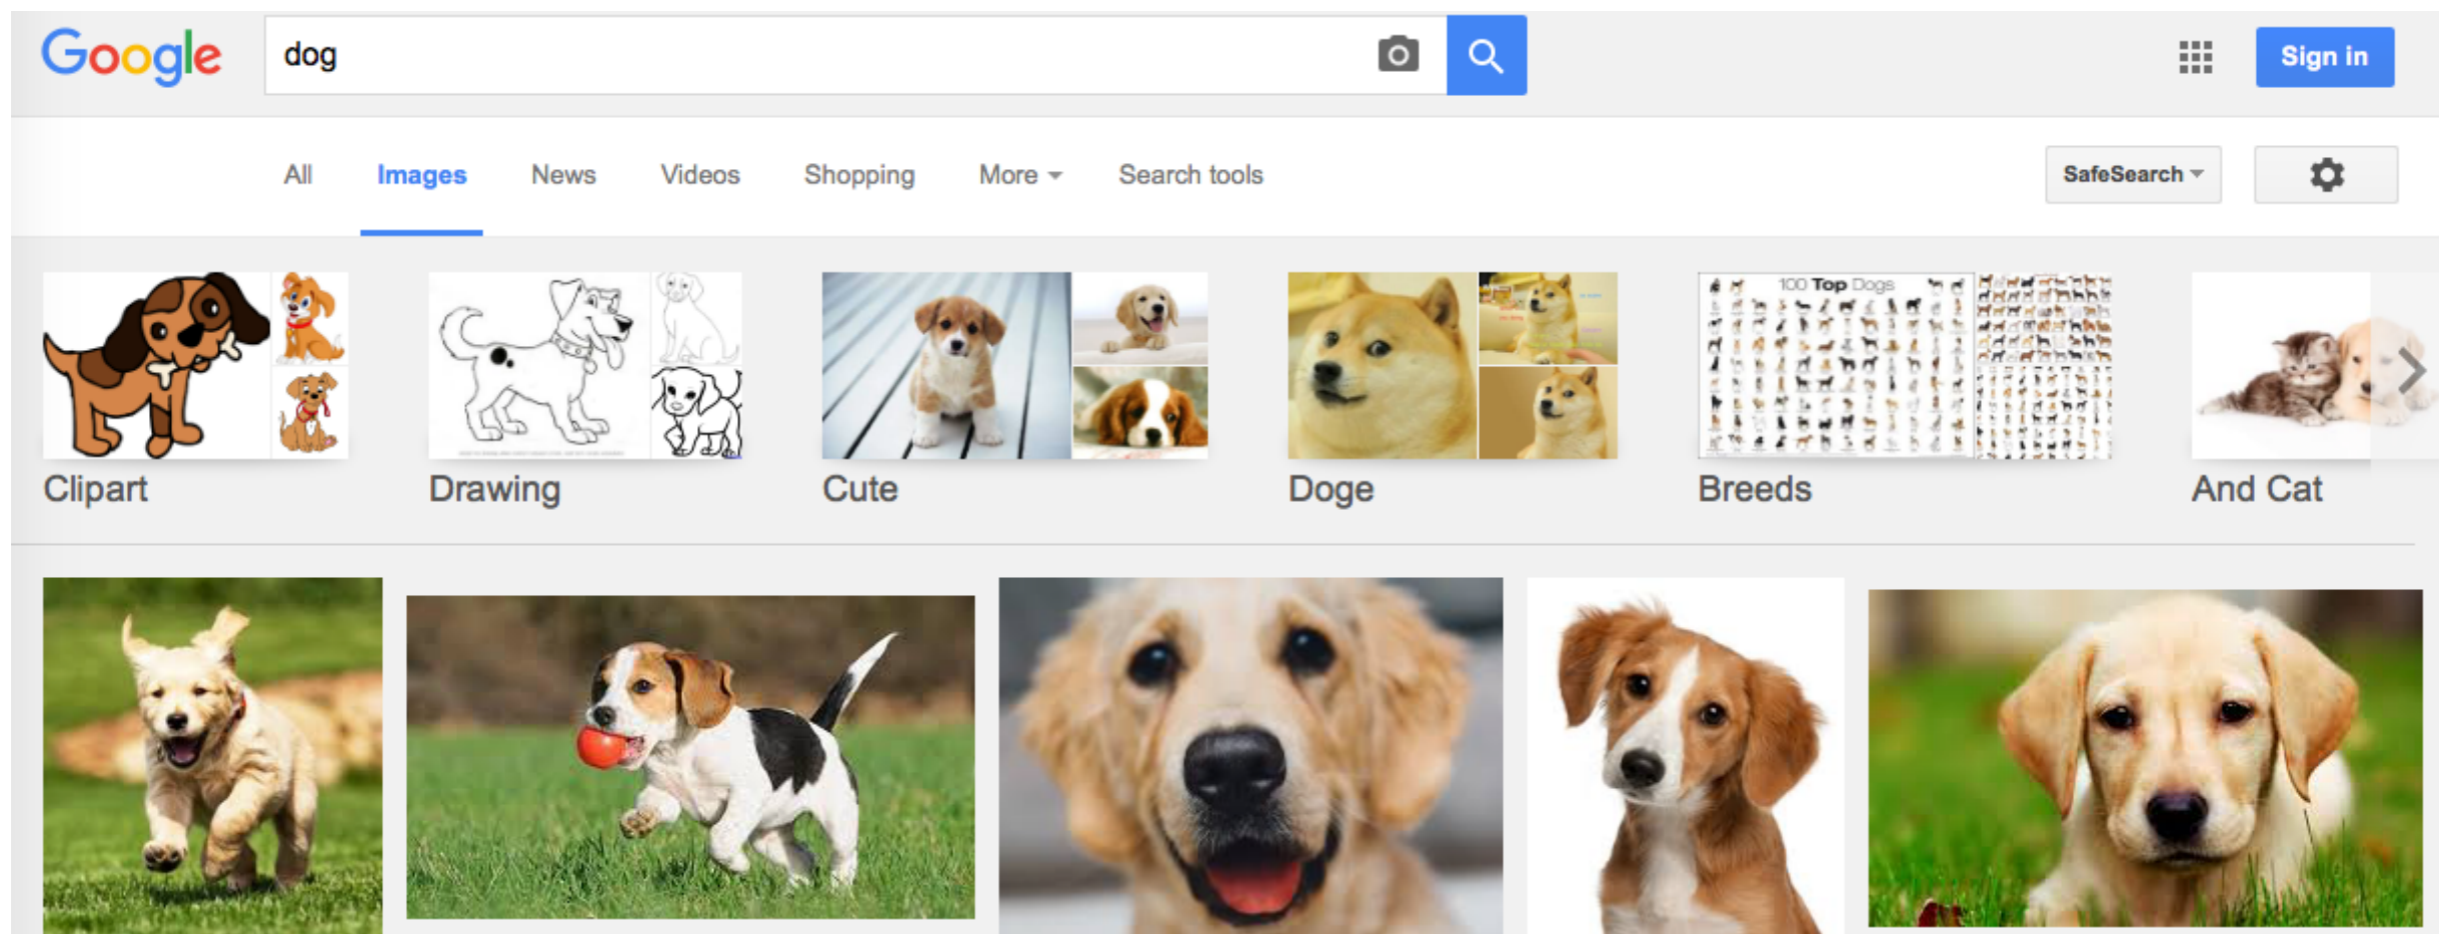 Google
dog
Sign in
All Images News Videos Shopping More Search tools
SafeSearch
100 Top Dogs
Clipart
Drawing
Cute
Doge
Breeds
And Cat